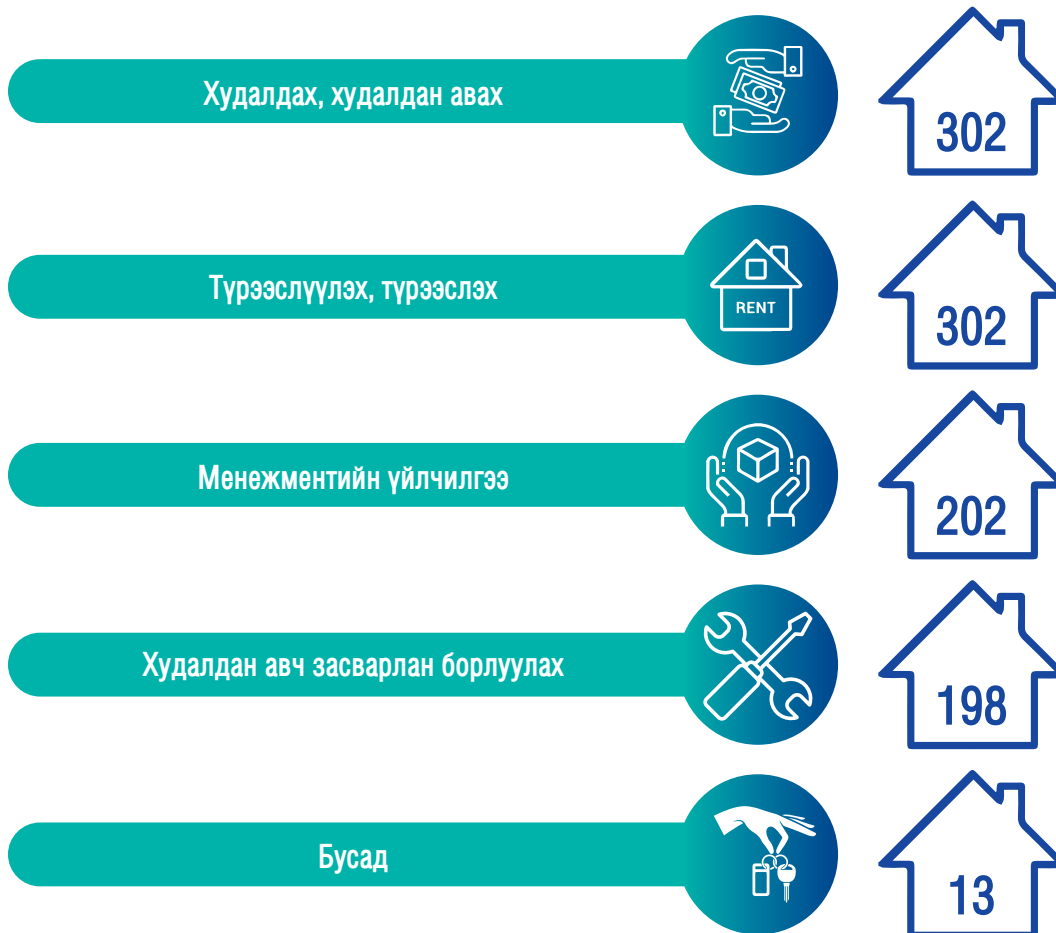 Худалдах, худалдан авах
302
Түрээслүүлэх, түрээслэх
RENT
302
Менежментийн үйлчилгээ
202
Худалдан авч засварлан борлуулах
198
Бусад
13